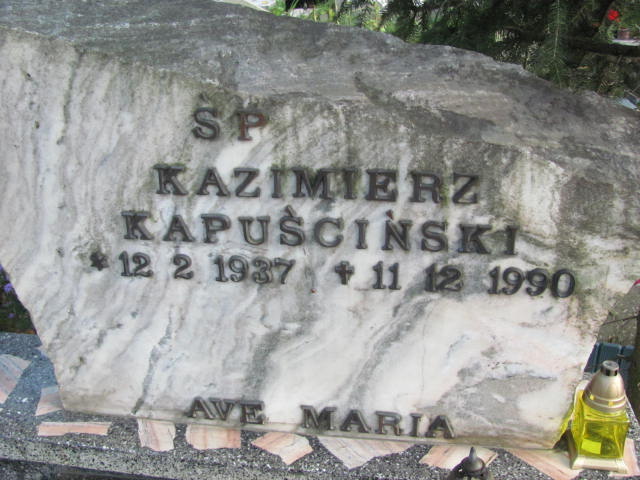 ŚP
KAZIMIERZ
KAPUŚCIŃSKI
* 12 2 1937 ✝ 11 12 1990
AVE MARIA